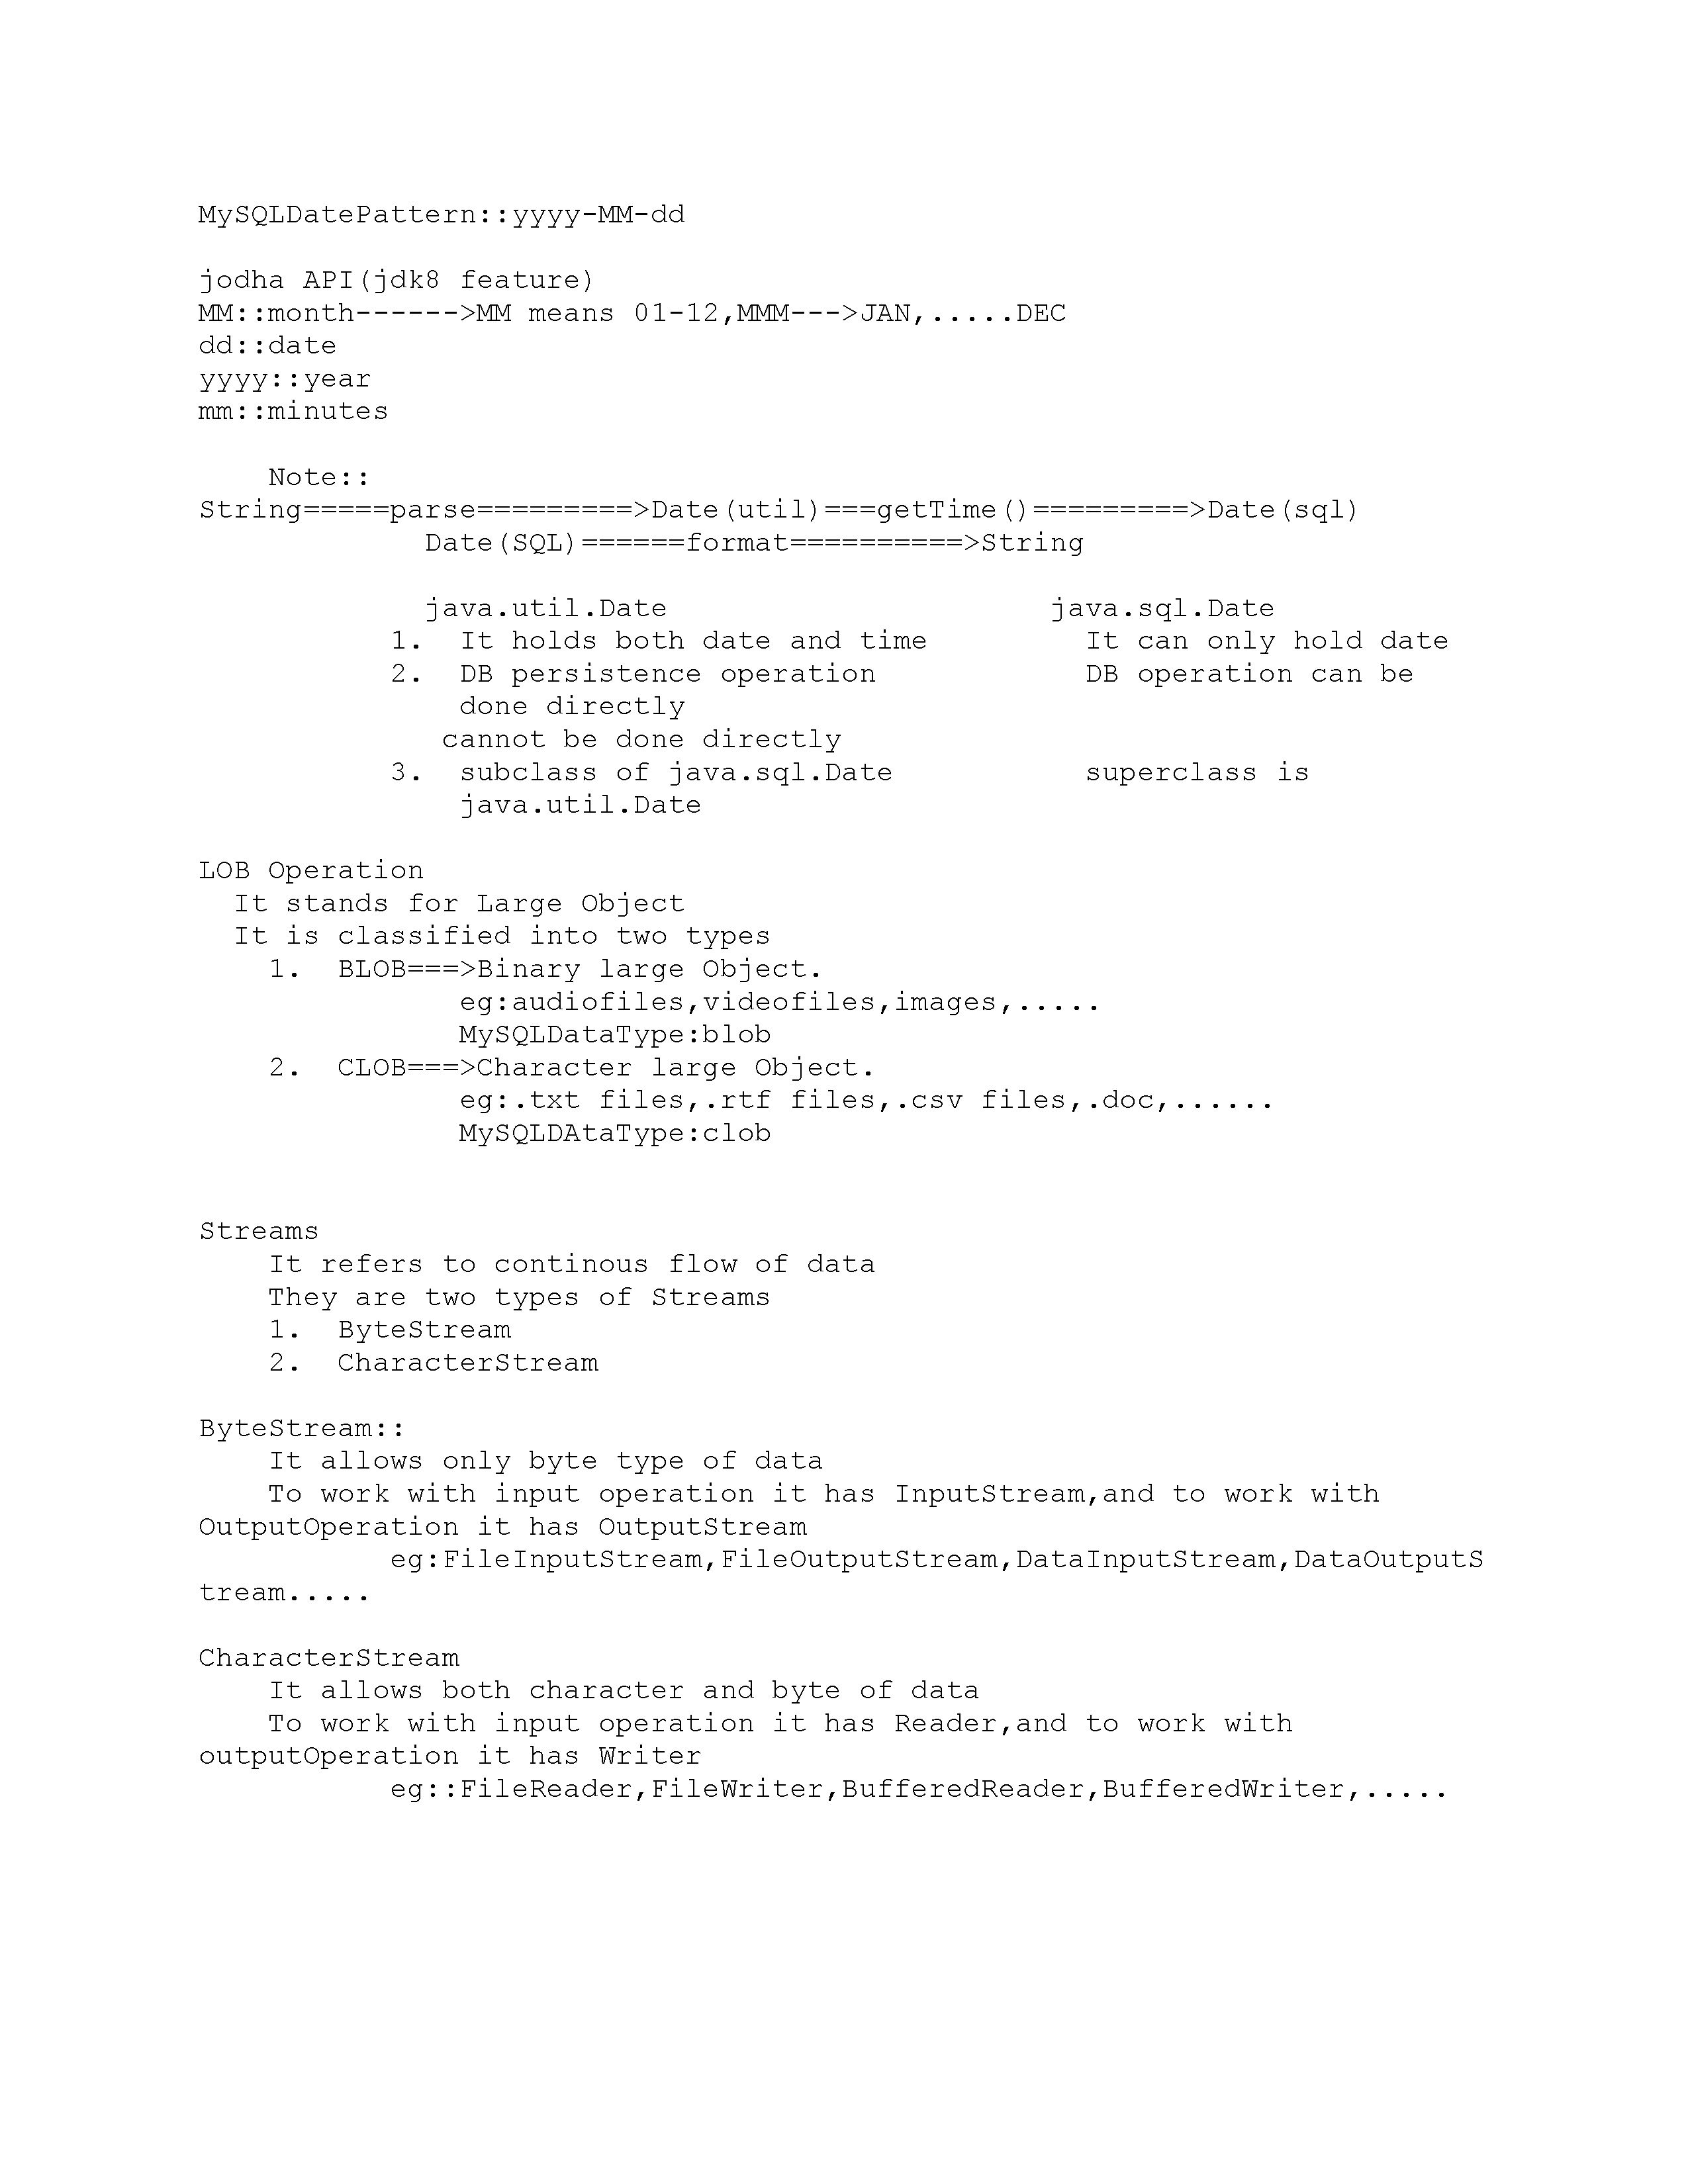 MySQLDatePattern::yyyy-MM-dd
jodha API(jdk8 feature)
MM::month------>MM means 01-12,MMM--->JAN,.....DEC
dd::date
yyyy::year
mm::minutes
Note::
String=====parse=========>Date(util)===getTime()=========>Date(sql)
Date(SQL)======format==========>String
java.util.Date java.sql.Date
1. It holds both date and time It can only hold date
2. DB persistence operation DB operation can be
done directly
cannot be done directly
3. subclass of java.sql.Date superclass is
java.util.Date
LOB Operation
It stands for Large Object
It is classified into two types
1. BLOB===>Binary large Object.
eg:audiofiles,videofiles,images,.....
MySQLDataType:blob
2. CLOB===>Character large Object.
eg:.txt files,.rtf files,.csv files,.doc,......
MySQLDAtaType:clob
Streams
It refers to continous flow of data
They are two types of Streams
1. ByteStream
2. CharacterStream
ByteStream::
It allows only byte type of data
To work with input operation it has InputStream,and to work with
OutputOperation it has OutputStream
eg:FileInputStream,FileOutputStream,DataInputStream,DataOutputS
tream.....
CharacterStream
It allows both character and byte of data
To work with input operation it has Reader,and to work with
outputOperation it has Writer
eg::FileReader,FileWriter,BufferedReader,BufferedWriter,.....